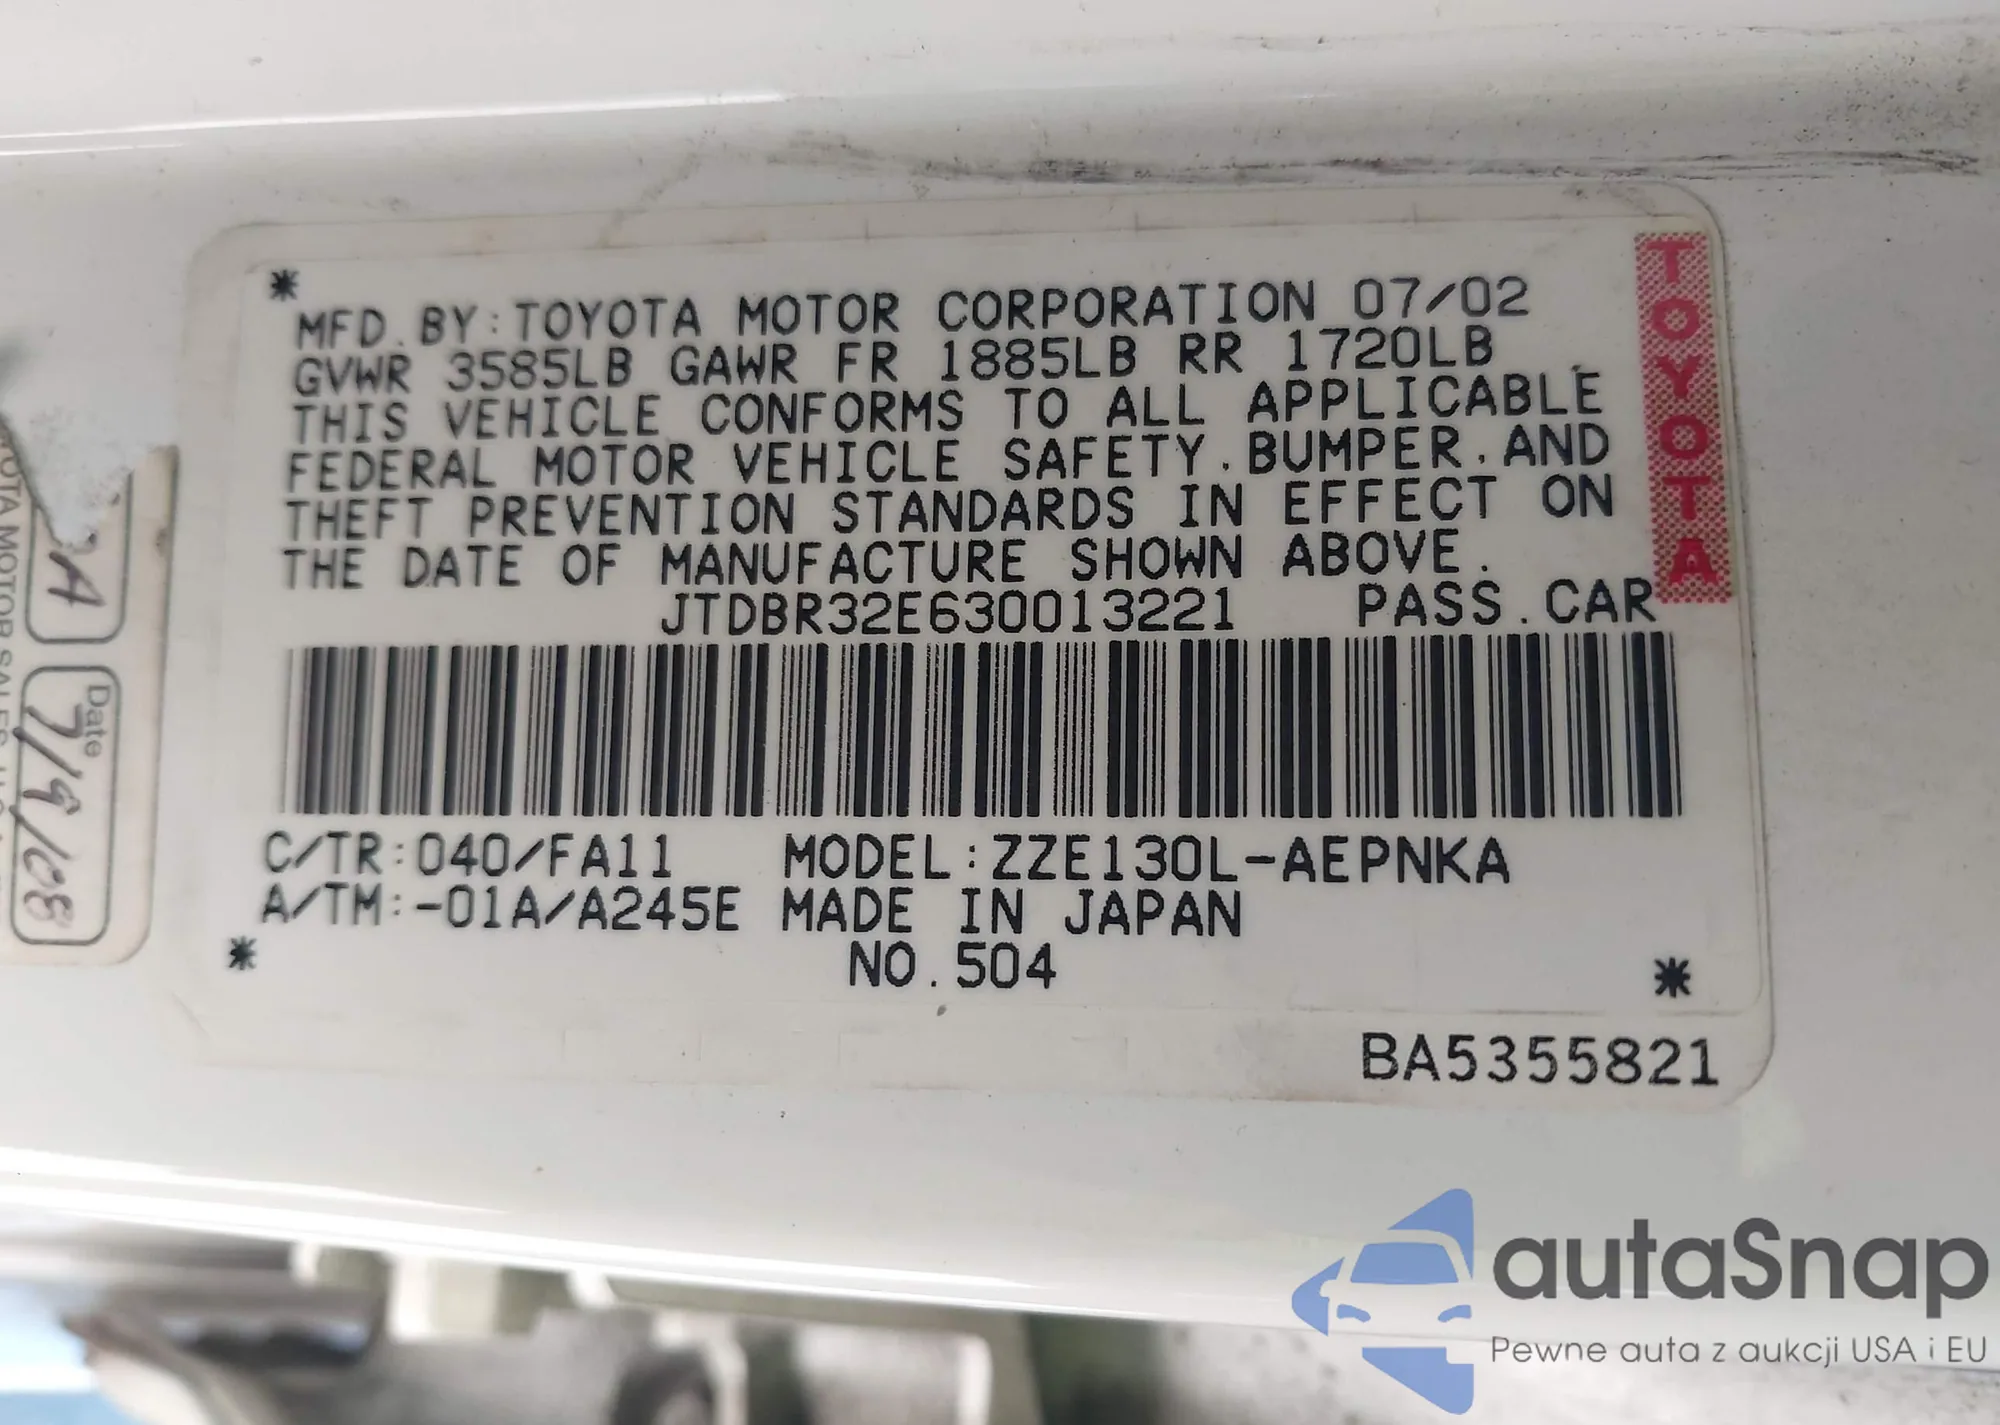 *
MFD. BY: TOYOTA MOTOR CORPORATION 07/02
GVWR 3585LB GAWR FR 1885LB RR 1720LB
THIS VEHICLE CONFORMS TO ALL APPLICABLE
FEDERAL MOTOR VEHICLE SAFETY. BUMPER. AND
THEFT PREVENTION STANDARDS IN EFFECT ON
THE DATE OF MANUFACTURE SHOWN ABOVE.
JTDBR32E630013221 PASS. CAR
TOYOTA
C/TR: 040/FA11 MODEL: ZZE130L-AEPNKA
A/TM: -01A/A245E MADE IN JAPAN
* NO. 504 *
BA5355821
A
Date
7/9/08
MOTOR SALES
autoSnap
Pewne auta z aukcji USA i EU